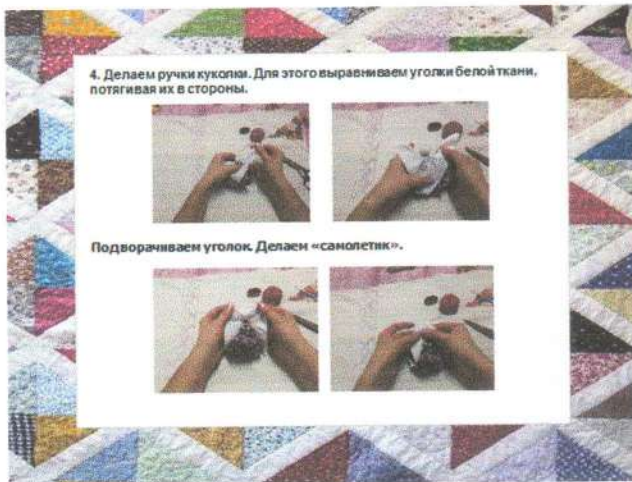 4. Делаем ручки куколки. Для этого выравниваем уголки белой ткани,
потягивая их в стороны.
Подворачиваем уголок. Делаем «самолетик».